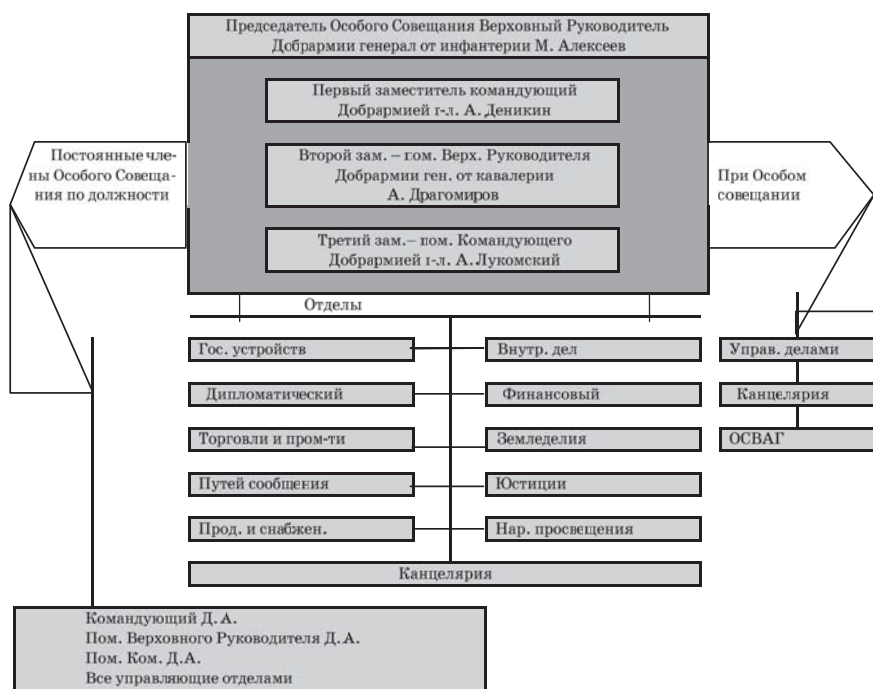 Председатель Особого Совещания Верховный Руководитель
Добрармии генерал от инфантерии М. Алексеев
Первый заместитель командующий
Добрармией г-л. А. Деникин
Постоянные чле-
ны Особого Совеща-
ния по должности
Второй зам. – пом. Верх. Руководителя
Добрармии ген. от кавалерии
А. Драгомиров
При Особом
совещании
Третий зам.– пом. Командующего
Добрармией г-л. А. Лукомский
Отделы
Гос. устройств
Внутр. дел
Управ. делами
Дипломатический
Финансовый
Канцелярия
Торговли и пром-ти
Земледелия
ОСВАГ
Путей сообщения
Юстиции
Прод. и снабжен.
Нар. просвещения
Канцелярия
Командующий Д.А.
Пом. Верховного Руководителя Д.А.
Пом. Ком. Д.А.
Все управляющие отделами